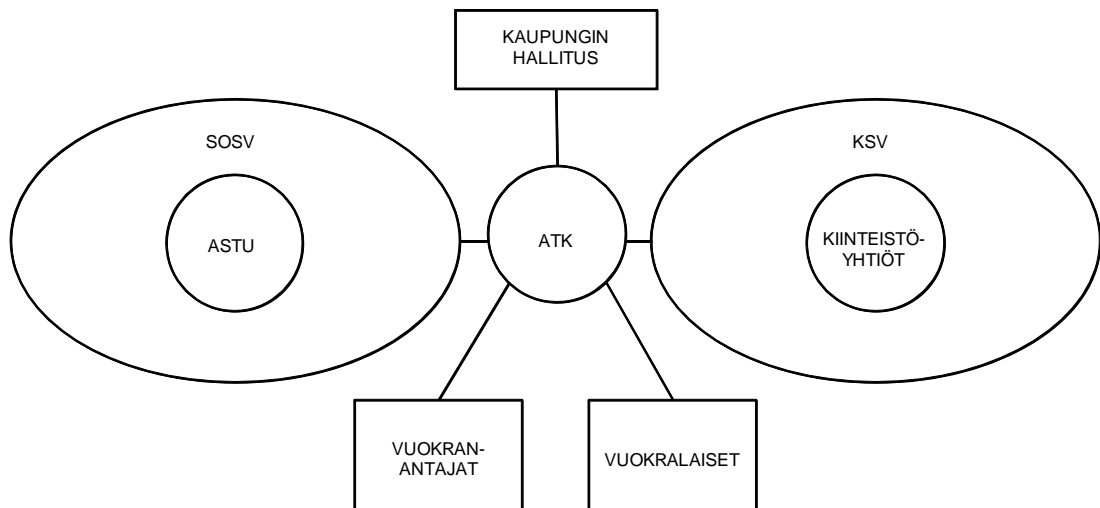 KAUPUNGIN
HALLITUS
SOSV
KSV
ASTU
ATK
KIINTEISTÖ-
YHTIÖT
VUOKRAN-
ANTAJAT
VUOKRALAISET